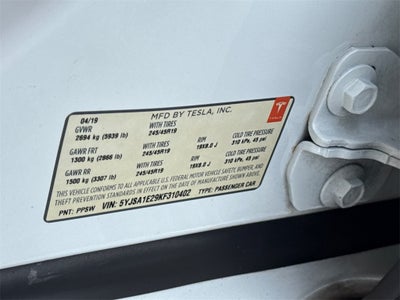 MFD BY TESLA, INC.
04/19
GVWR WITH TIRES RIM COLD TIRE PRESSURE
2694 kg (5939 lb) 245/45R19 19X8.0 J 310 kPa, 45 psi
GAWR FRT WITH TIRES RIM COLD TIRE PRESSURE
1300 kg (2866 lb) 245/45R19 19X8.0 J 310 kPa, 45 psi
GAWR RR WITH TIRES
1500 kg (3307 lb) 245/45R19
THIS VEHICLE CONFORMS TO ALL APPLICABLE U.S. FEDERAL MOTOR VEHICLE SAFETY, BUMPER, AND
THEFT PREVENTION STANDARDS IN EFFECT ON THE DATE OF MANUFACTURE SHOWN ABOVE.
VIN: 5YJSA1E29KF310402 TYPE: PASSENGER CAR
PNT: PPSW
TESLA